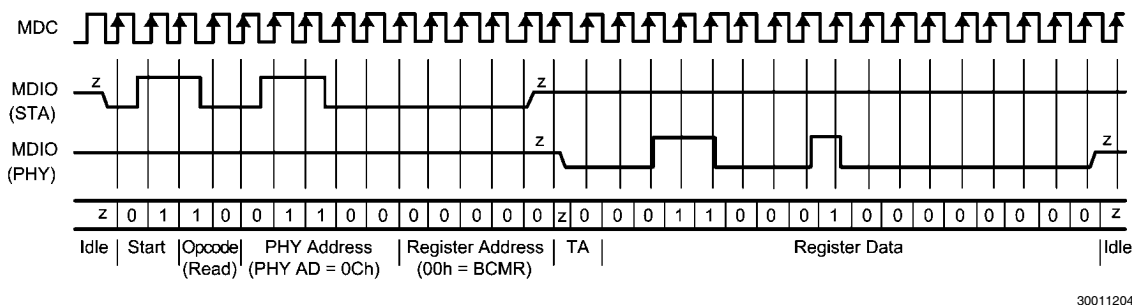 MDC
z
z
MDIO
(STA)
z
z
MDIO
(PHY)
z 0 1 1 0 0 1 1 0 0 0 0 0 0 0 z 0 0 0 1 1 0 0 0 1 0 0 0 0 0 0 0 0 z
Idle Start Opcode PHY Address Register Address TA Register Data Idle
(Read) (PHY AD = 0Ch) (00h = BCMR)
30011204